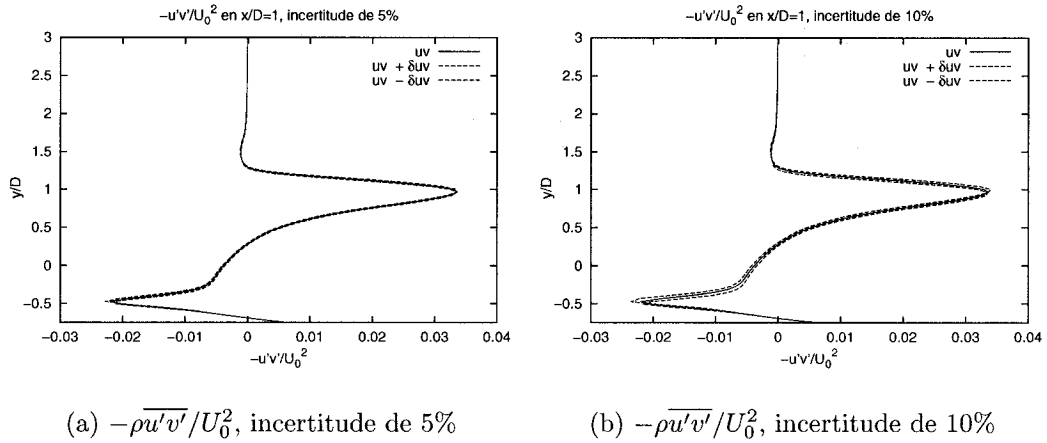 -u'v'/U₀² en x/D=1, incertitude de 5%
uv
uv + δuv
uv − δuv
y/D
3
2.5
2
1.5
1
0.5
0
−0.5
−0.03 −0.02 −0.01 0 0.01 0.02 0.03 0.04
−u'v'/U₀²
(a) −ρu'v'/U₀², incertitude de 5%
-u'v'/U₀² en x/D=1, incertitude de 10%
uv
uv + δuv
uv − δuv
y/D
3
2.5
2
1.5
1
0.5
0
−0.5
−0.03 −0.02 −0.01 0 0.01 0.02 0.03 0.04
−u'v'/U₀²
(b) −ρu'v'/U₀², incertitude de 10%